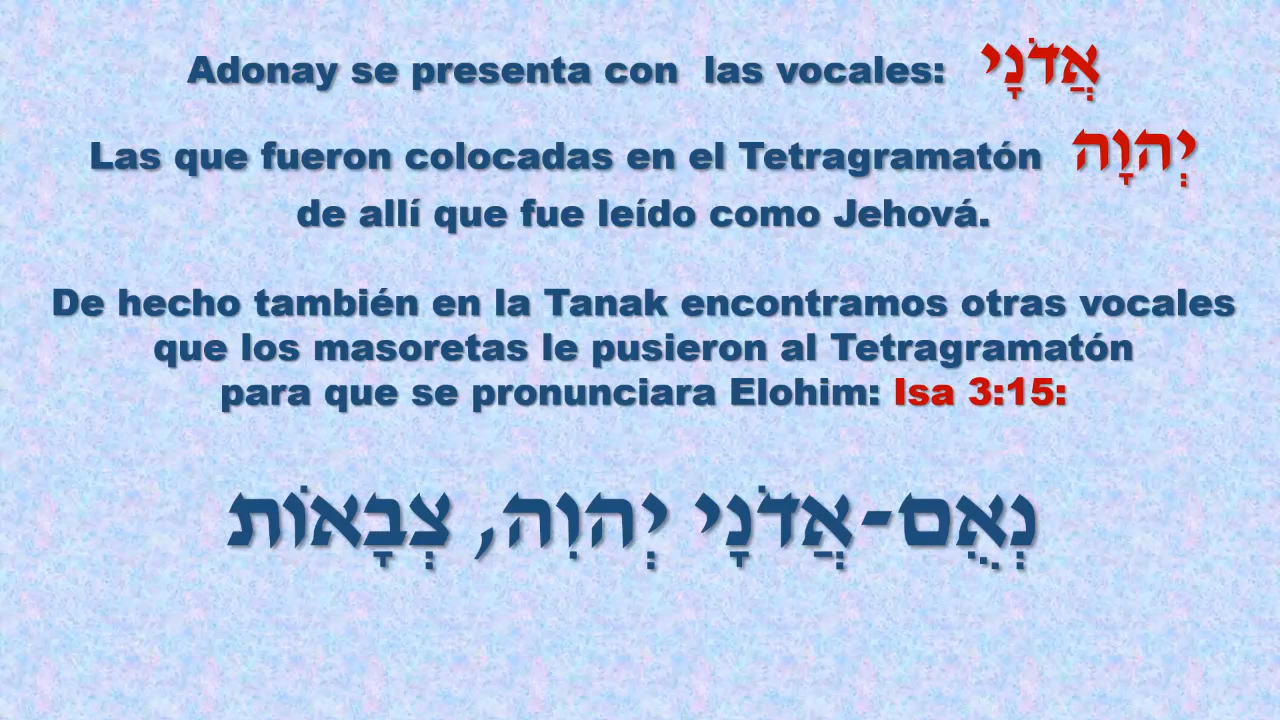 Adonay se presenta con las vocales: אֲדֹנָי
Las que fueron colocadas en el Tetragramatón יְהוָה
de allí que fue leído como Jehová.
De hecho también en la Tanak encontramos otras vocales
que los masoretas le pusieron al Tetragramatón
para que se pronunciara Elohim: Isa 3:15:
נְאֻם-אֲדֹנָי יְהוִה, צְבָאוֹת